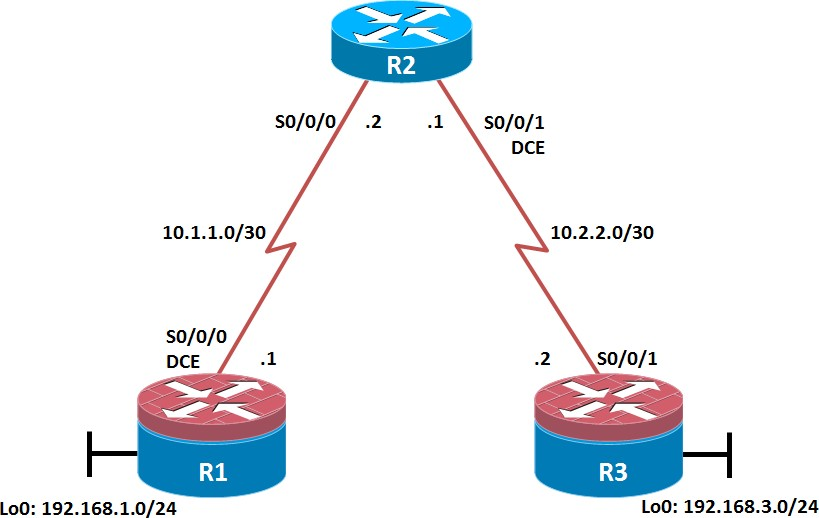 R2
S0/0/0
.2
.1
S0/0/1
DCE
10.1.1.0/30
10.2.2.0/30
S0/0/0
DCE
.1
.2
S0/0/1
R1
R3
Lo0: 192.168.1.0/24
Lo0: 192.168.3.0/24